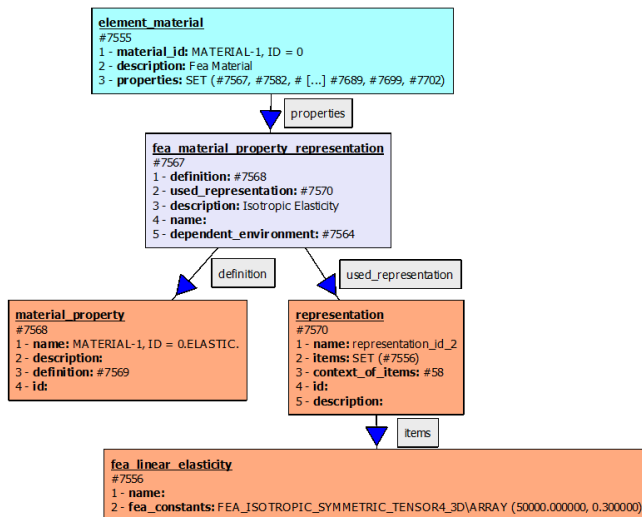 element_material
#7555
1 - material_id: MATERIAL-1, ID = 0
2 - description: Fea Material
3 - properties: SET (#7567, #7582, # [...] #7689, #7699, #7702)
properties
fea_material_property_representation
#7567
1 - definition: #7568
2 - used_representation: #7570
3 - description: Isotropic Elasticity
4 - name:
5 - dependent_environment: #7564
definition
used_representation
material_property
#7568
1 - name: MATERIAL-1, ID = 0.ELASTIC.
2 - description:
3 - definition: #7569
4 - id:
representation
#7570
1 - name: representation_id_2
2 - items: SET (#7556)
3 - context_of_items: #58
4 - id:
5 - description:
items
fea_linear_elasticity
#7556
1 - name:
2 - fea_constants: FEA_ISOTROPIC_SYMMETRIC_TENSOR4_3D\ARRAY (50000.000000, 0.300000)